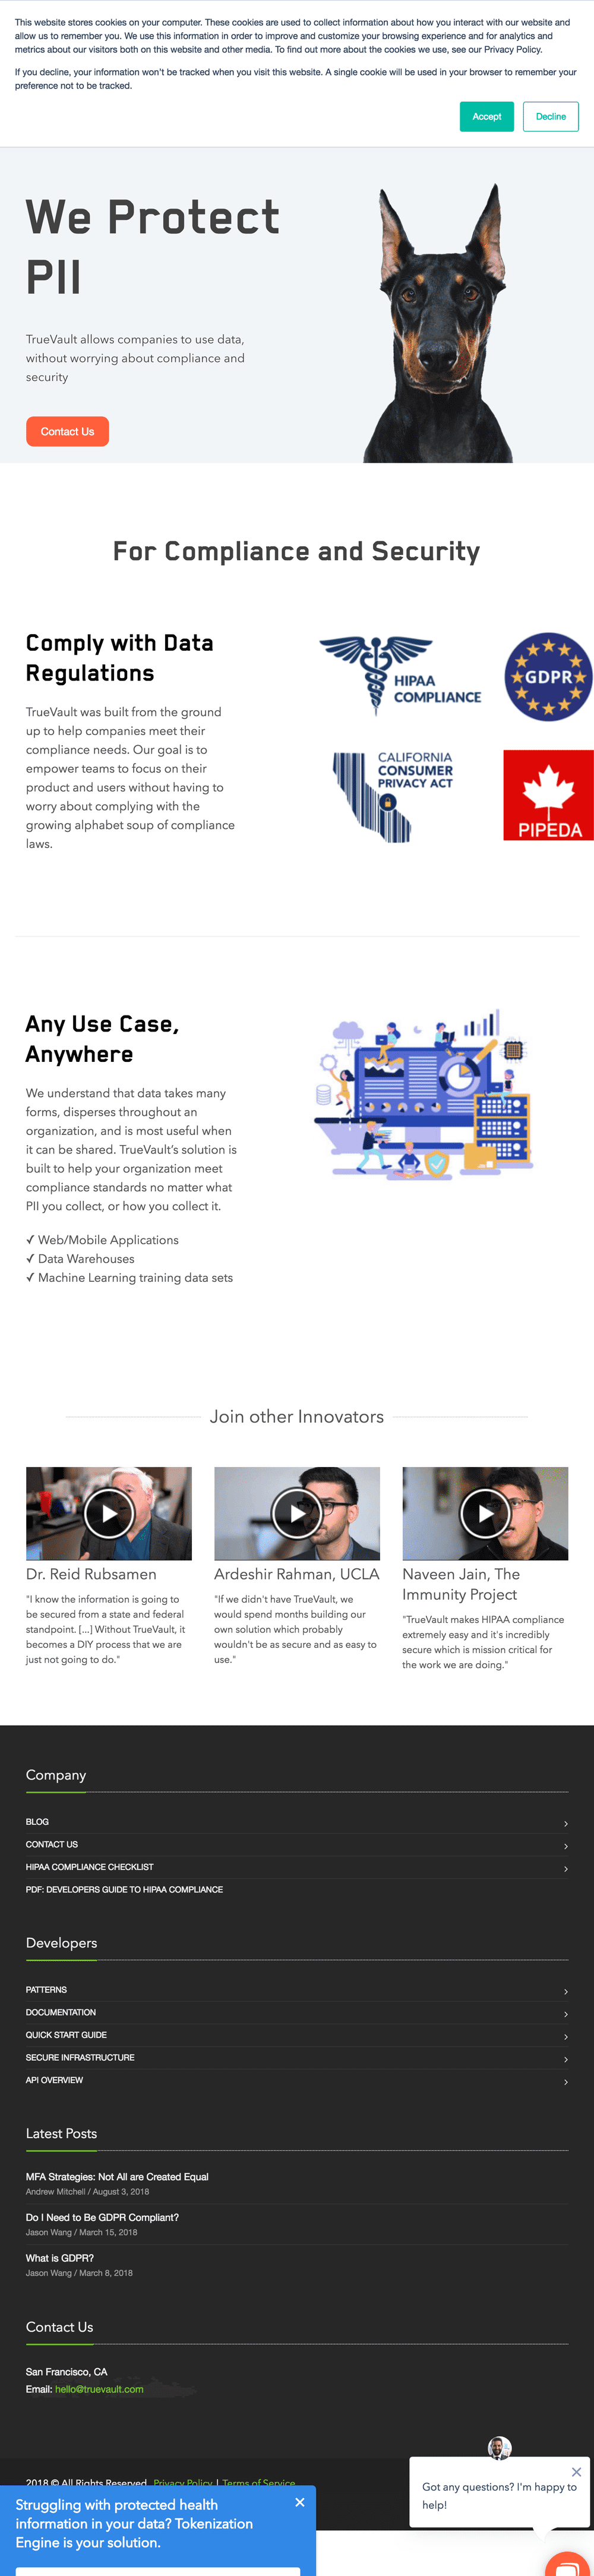 This website stores cookies on your computer. These cookies are used to collect information about how you interact with our website and
allow us to remember you. We use this information in order to improve and customize your browsing experience and for analytics and
metrics about our visitors both on this website and other media. To find out more about the cookies we use, see our Privacy Policy.
If you decline, your information won't be tracked when you visit this website. A single cookie will be used in your browser to remember your
preference not to be tracked.
Accept
Decline
We Protect
PII
TrueVault allows companies to use data,
without worrying about compliance and
security
Contact Us
For Compliance and Security
Comply with Data
Regulations
TrueVault was built from the ground
up to help companies meet their
compliance needs. Our goal is to
empower teams to focus on their
product and users without having to
worry about complying with the
growing alphabet soup of compliance
laws.
HIPAA
COMPLIANCE
GDPR
CALIFORNIA
CONSUMER
PRIVACY ACT
PIPEDA
Any Use Case,
Anywhere
We understand that data takes many
forms, disperses throughout an
organization, and is most useful when
it can be shared. TrueVault's solution is
built to help your organization meet
compliance standards no matter what
PII you collect, or how you collect it.
✓ Web/Mobile Applications
✓ Data Warehouses
✓ Machine Learning training data sets
Join other Innovators
Dr. Reid Rubsamen
"I know the information is going to
be secured from a state and federal
standpoint. [...] Without TrueVault, it
becomes a DIY process that we are
just not going to do."
Ardeshir Rahman, UCLA
"If we didn't have TrueVault, we
would spend months building our
own solution which probably
wouldn't be as secure and as easy to
use."
Naveen Jain, The
Immunity Project
"TrueVault makes HIPAA compliance
extremely easy and it's incredibly
secure which is mission critical for
the work we are doing."
Company
BLOG
CONTACT US
HIPAA COMPLIANCE CHECKLIST
PDF: DEVELOPERS GUIDE TO HIPAA COMPLIANCE
Developers
PATTERNS
DOCUMENTATION
QUICK START GUIDE
SECURE INFRASTRUCTURE
API OVERVIEW
Latest Posts
MFA Strategies: Not All are Created Equal
Andrew Mitchell / August 3, 2018
Do I Need to Be GDPR Compliant?
Jason Wang / March 15, 2018
What is GDPR?
Jason Wang / March 8, 2018
Contact Us
San Francisco, CA
Email: hello@truevault.com
2018 © All Rights Reserved. Privacy Policy | Terms of Service
Got any questions? I'm happy to
help!
Struggling with protected health
information in your data? Tokenization
Engine is your solution.